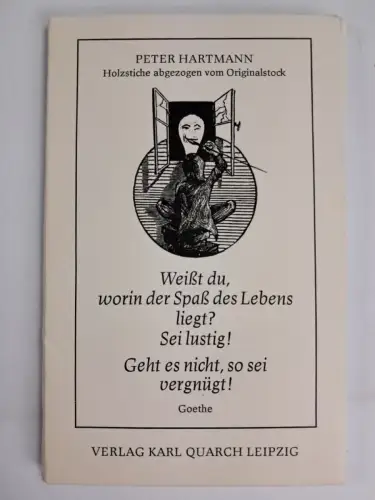 PETER HARTMANN
Holzstiche abgezogen vom Originalstock
Weißt du,
worin der Spaß des Lebens
liegt?
Sei lustig!
Geht es nicht, so sei
vergnügt!
Goethe
VERLAG KARL QUARCH LEIPZIG